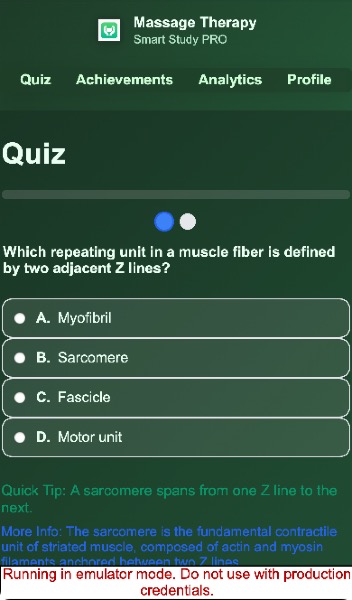 Massage Therapy
Smart Study PRO
Quiz Achievements Analytics Profile
Quiz
Which repeating unit in a muscle fiber is defined
by two adjacent Z lines?
A. Myofibril
B. Sarcomere
C. Fascicle
D. Motor unit
Quick Tip: A sarcomere spans from one Z line to the
next.
More Info: The sarcomere is the fundamental contractile
unit of striated muscle, composed of actin and myosin
filaments anchored between two Z lines
Running in emulator mode. Do not use with production
credentials.